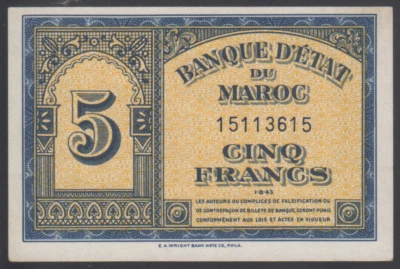 5
BANQUE D'ÉTAT
DU
MAROC
15113615
CINQ
FRANCS
1-8-43
LES AUTEURS OU COMPLICES DE FALSIFICATION OU
DE CONTREFAÇON DE BILLETS DE BANQUE SERONT PUNIS
CONFORMÉMENT AUX LOIS ET ACTES EN VIGUEUR
E.A. WRIGHT BANK NOTE CO., PHILA.